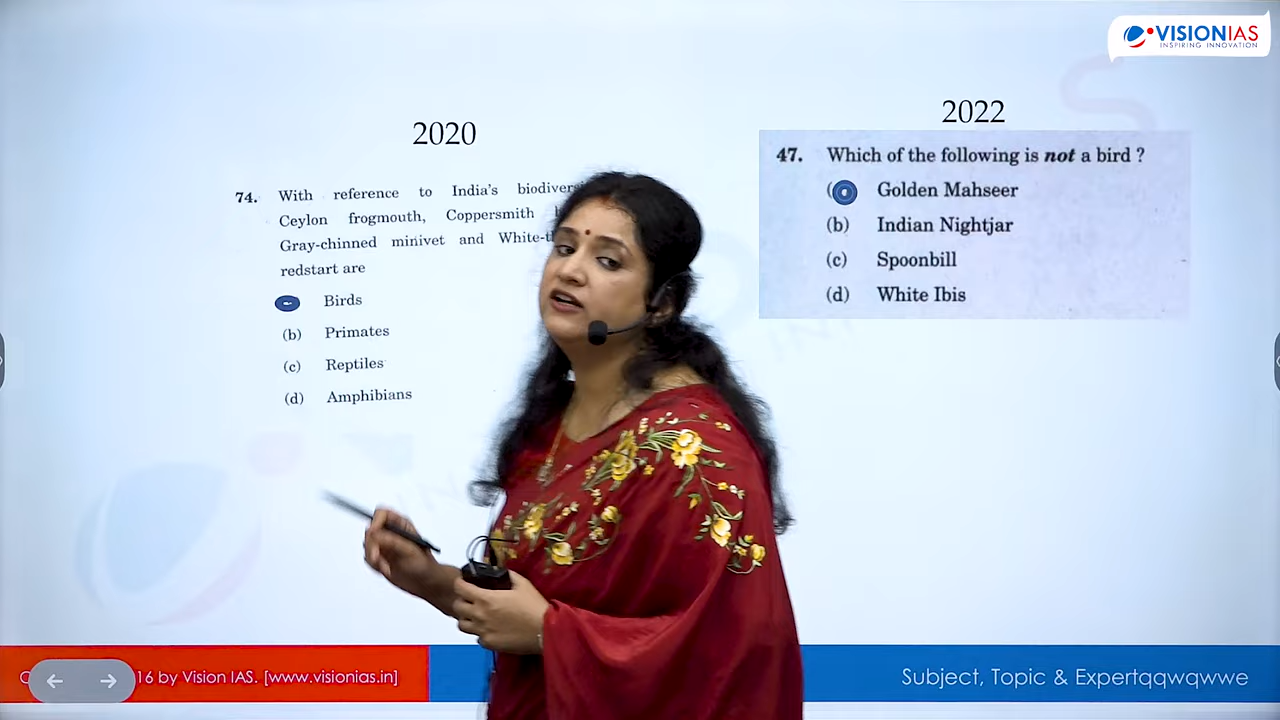 VISIONIAS
INSPIRING INNOVATION
2020
74. With reference to India's
Ceylon frogmouth, Coppersmith
Gray-chinned minivet and
redstart are
Birds
(b) Primates
(c) Reptiles
(d) Amphibians
2022
47. Which of the following is not a bird ?
Golden Mahseer
(b) Indian Nightjar
(c) Spoonbill
(d) White Ibis
16 by Vision IAS. [www.visionias.in]
Subject, Topic & Expertqqwqwwe